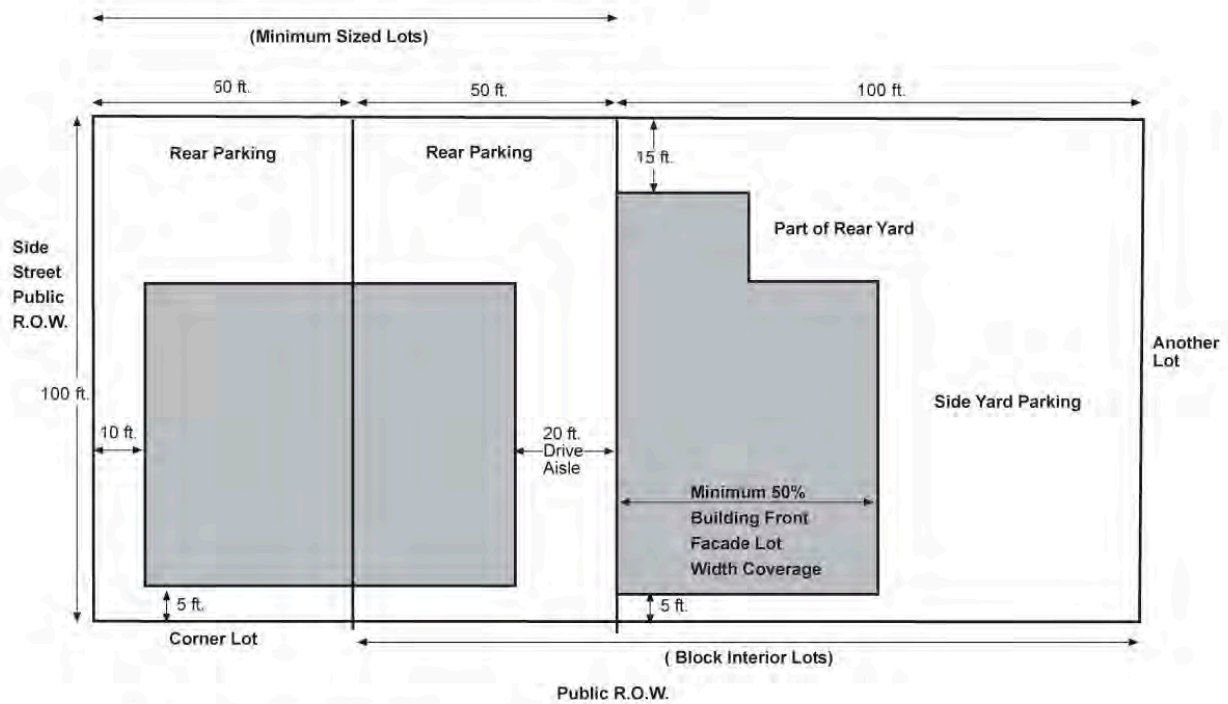 (Minimum Sized Lots)
50 ft.
50 ft.
100 ft.
Rear Parking
Rear Parking
15 ft.
Part of Rear Yard
Side
Street
Public
R.O.W.
Another
Lot
100 ft.
Side Yard Parking
10 ft.
20 ft.
Drive
Aisle
Minimum 50%
Building Front
Facade Lot
Width Coverage
5 ft.
5 ft.
Corner Lot
( Block Interior Lots)
Public R.O.W.